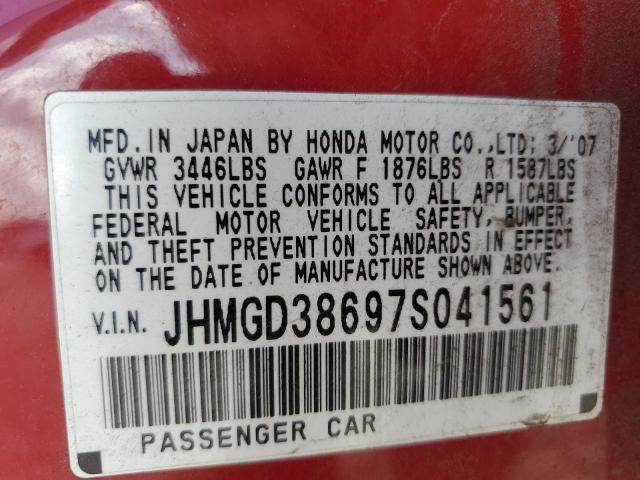 MFD. IN JAPAN BY HONDA MOTOR CO., LTD; 3/'07
GVWR 3446LBS GAWR F 1876LBS R 1587LBS
THIS VEHICLE CONFORMS TO ALL APPLICABLE
FEDERAL MOTOR VEHICLE SAFETY, BUMPER,
AND THEFT PREVENTION STANDARDS IN EFFECT
ON THE DATE OF MANUFACTURE SHOWN ABOVE.
V.I.N. JHMGD38697S041561
PASSENGER CAR